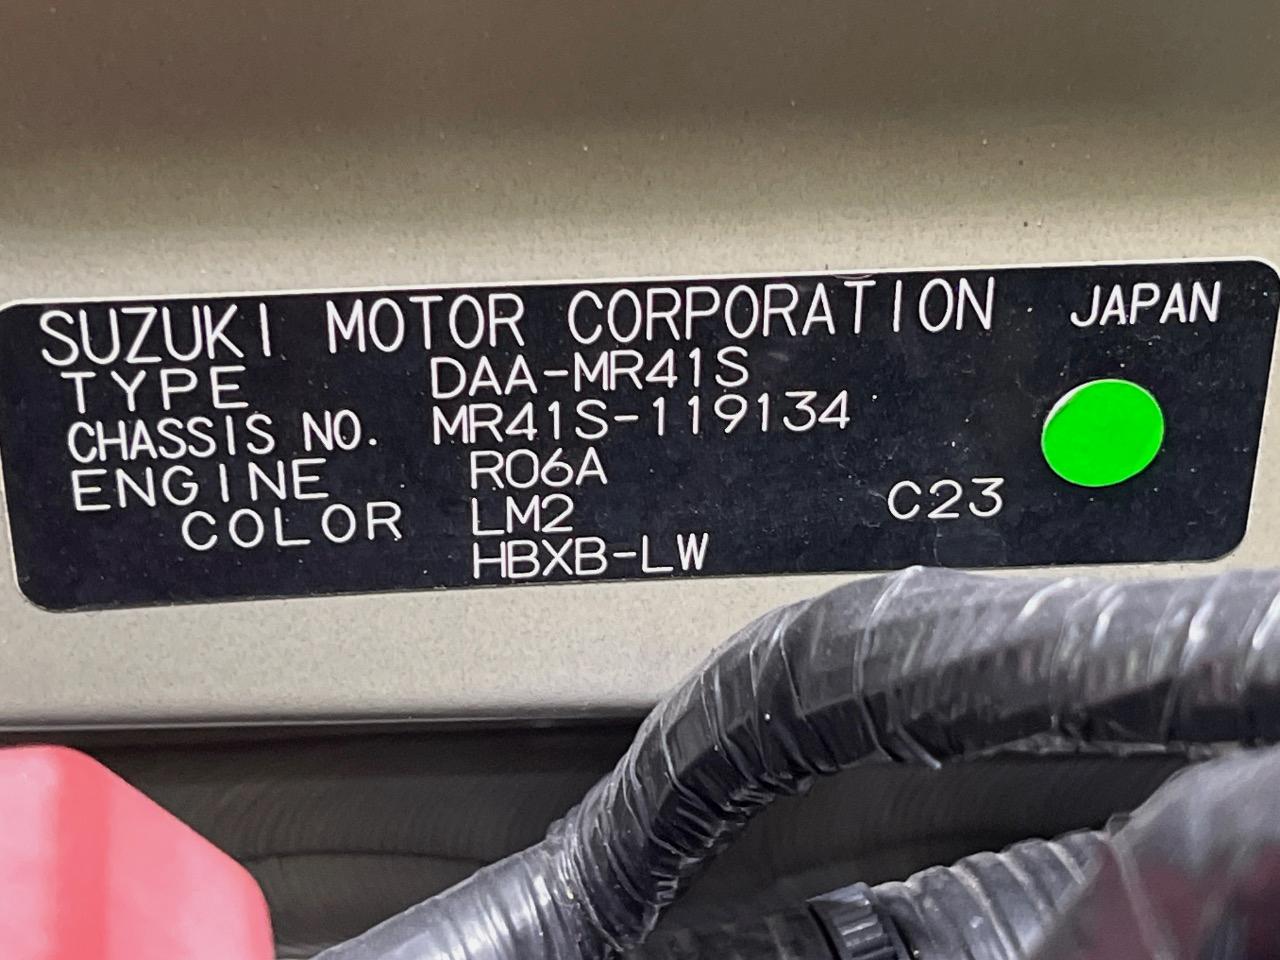 SUZUKI MOTOR CORPORATION JAPAN
TYPE DAA-MR41S
CHASSIS NO. MR41S-119134
ENGINE R06A
COLOR LM2 C23
HBXB-LW